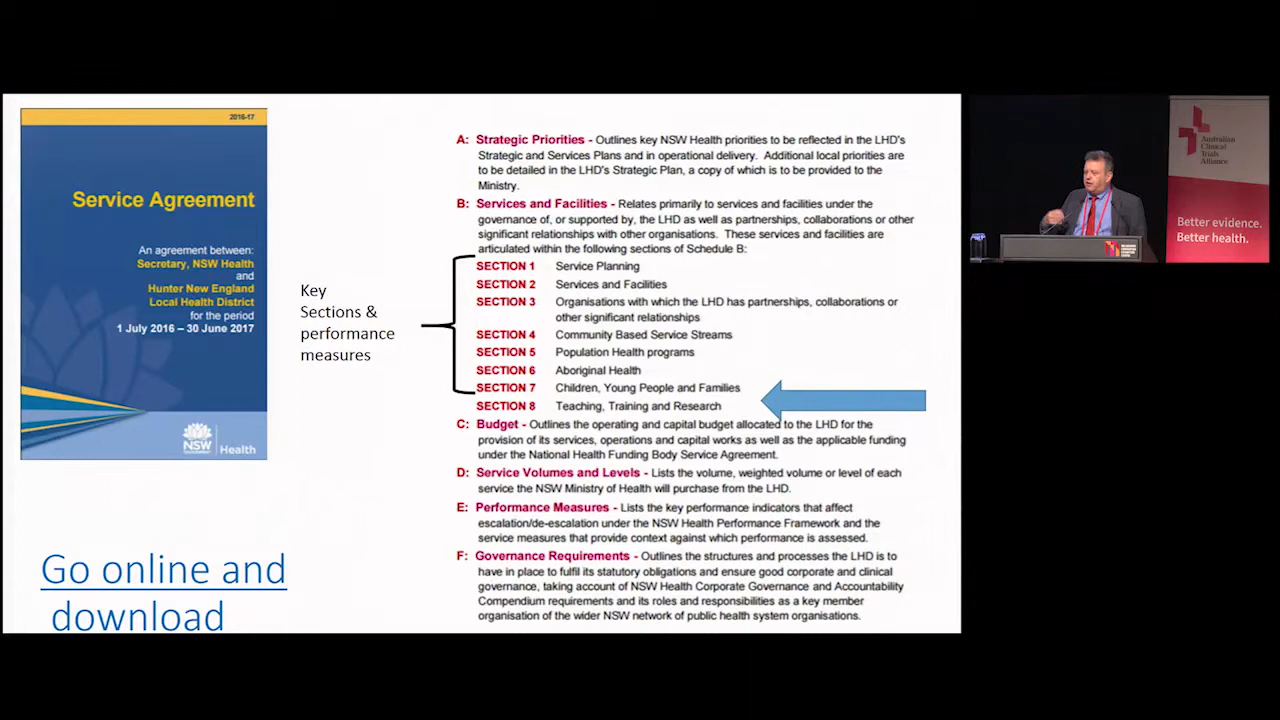 2016-17
Service Agreement
An agreement between:
Secretary, NSW Health
and
Hunter New England
Local Health District
for the period
1 July 2016 – 30 June 2017
NSW
Health
Go online and
download
Key
Sections &
performance
measures
A: Strategic Priorities - Outlines key NSW Health priorities to be reflected in the LHD's
Strategic and Services Plans and in operational delivery. Additional local priorities are
to be detailed in the LHD's Strategic Plan, a copy of which is to be provided to the
Ministry.
B: Services and Facilities - Relates primarily to services and facilities under the
governance of, or supported by, the LHD as well as partnerships, collaborations or other
significant relationships with other organisations. These services and facilities are
articulated within the following sections of Schedule B:
SECTION 1 Service Planning
SECTION 2 Services and Facilities
SECTION 3 Organisations with which the LHD has partnerships, collaborations or
other significant relationships
SECTION 4 Community Based Service Streams
SECTION 5 Population Health programs
SECTION 6 Aboriginal Health
SECTION 7 Children, Young People and Families
SECTION 8 Teaching, Training and Research
C: Budget - Outlines the operating and capital budget allocated to the LHD for the
provision of its services, operations and capital works as well as the applicable funding
under the National Health Funding Body Service Agreement.
D: Service Volumes and Levels - Lists the volume, weighted volume or level of each
service the NSW Ministry of Health will purchase from the LHD.
E: Performance Measures - Lists the key performance indicators that affect
escalation/de-escalation under the NSW Health Performance Framework and the
service measures that provide context against which performance is assessed.
F: Governance Requirements - Outlines the structures and processes the LHD is to
have in place to fulfil its statutory obligations and ensure good corporate and clinical
governance, taking account of NSW Health Corporate Governance and Accountability
Compendium requirements and its roles and responsibilities as a key member
organisation of the wider NSW network of public health system organisations.
Australian
Clinical
Trials
Alliance
Better evidence.
Better health.